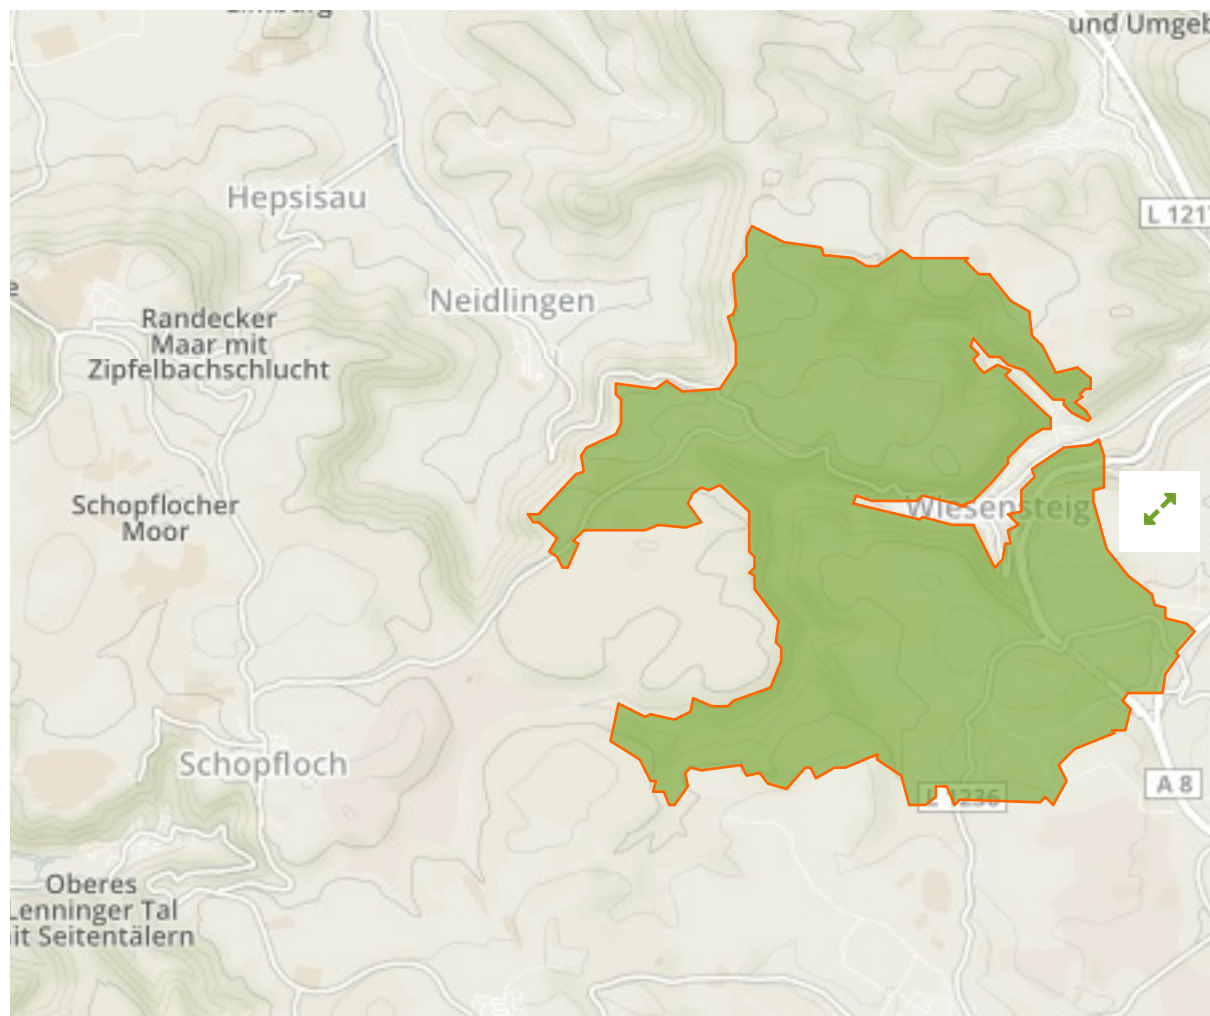 und Umgeb
Hepsisau
L 121
Neidlingen
Randecker
Maar mit
Zipfelbachschlucht
Schopflocher
Moor
Wiesensteig
Schopfloch
A 8
L 1236
Oberes
Lenninger Tal
it Seitentälern